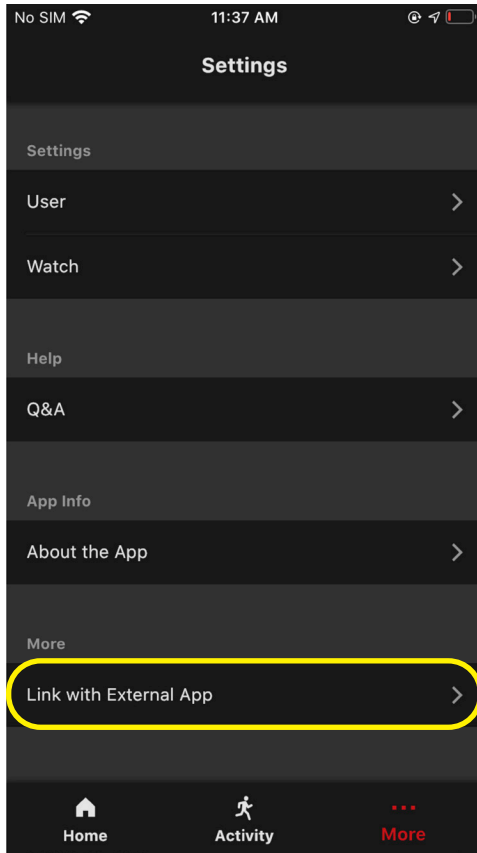 No SIM 11:37 AM
Settings
Settings
User
Watch
Help
Q&A
App Info
About the App
More
Link with External App
Home Activity More